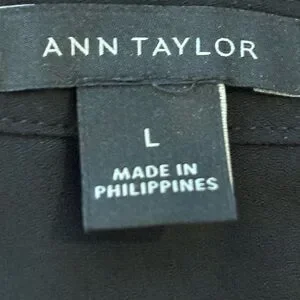 ANN TAYLOR
L
MADE IN
PHILIPPINES